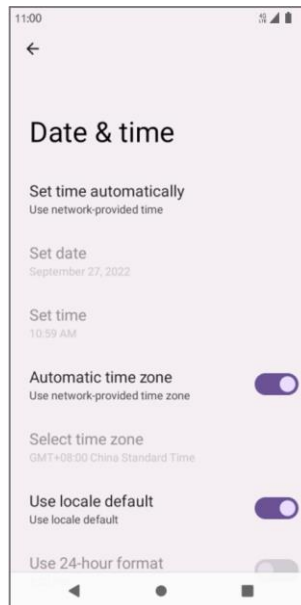 11:00
4G
Date & time
Set time automatically
Use network-provided time
Set date
September 27, 2022
Set time
10:59 AM
Automatic time zone
Use network-provided time zone
Select time zone
GMT+08:00 China Standard Time
Use locale default
Use locale default
Use 24-hour format